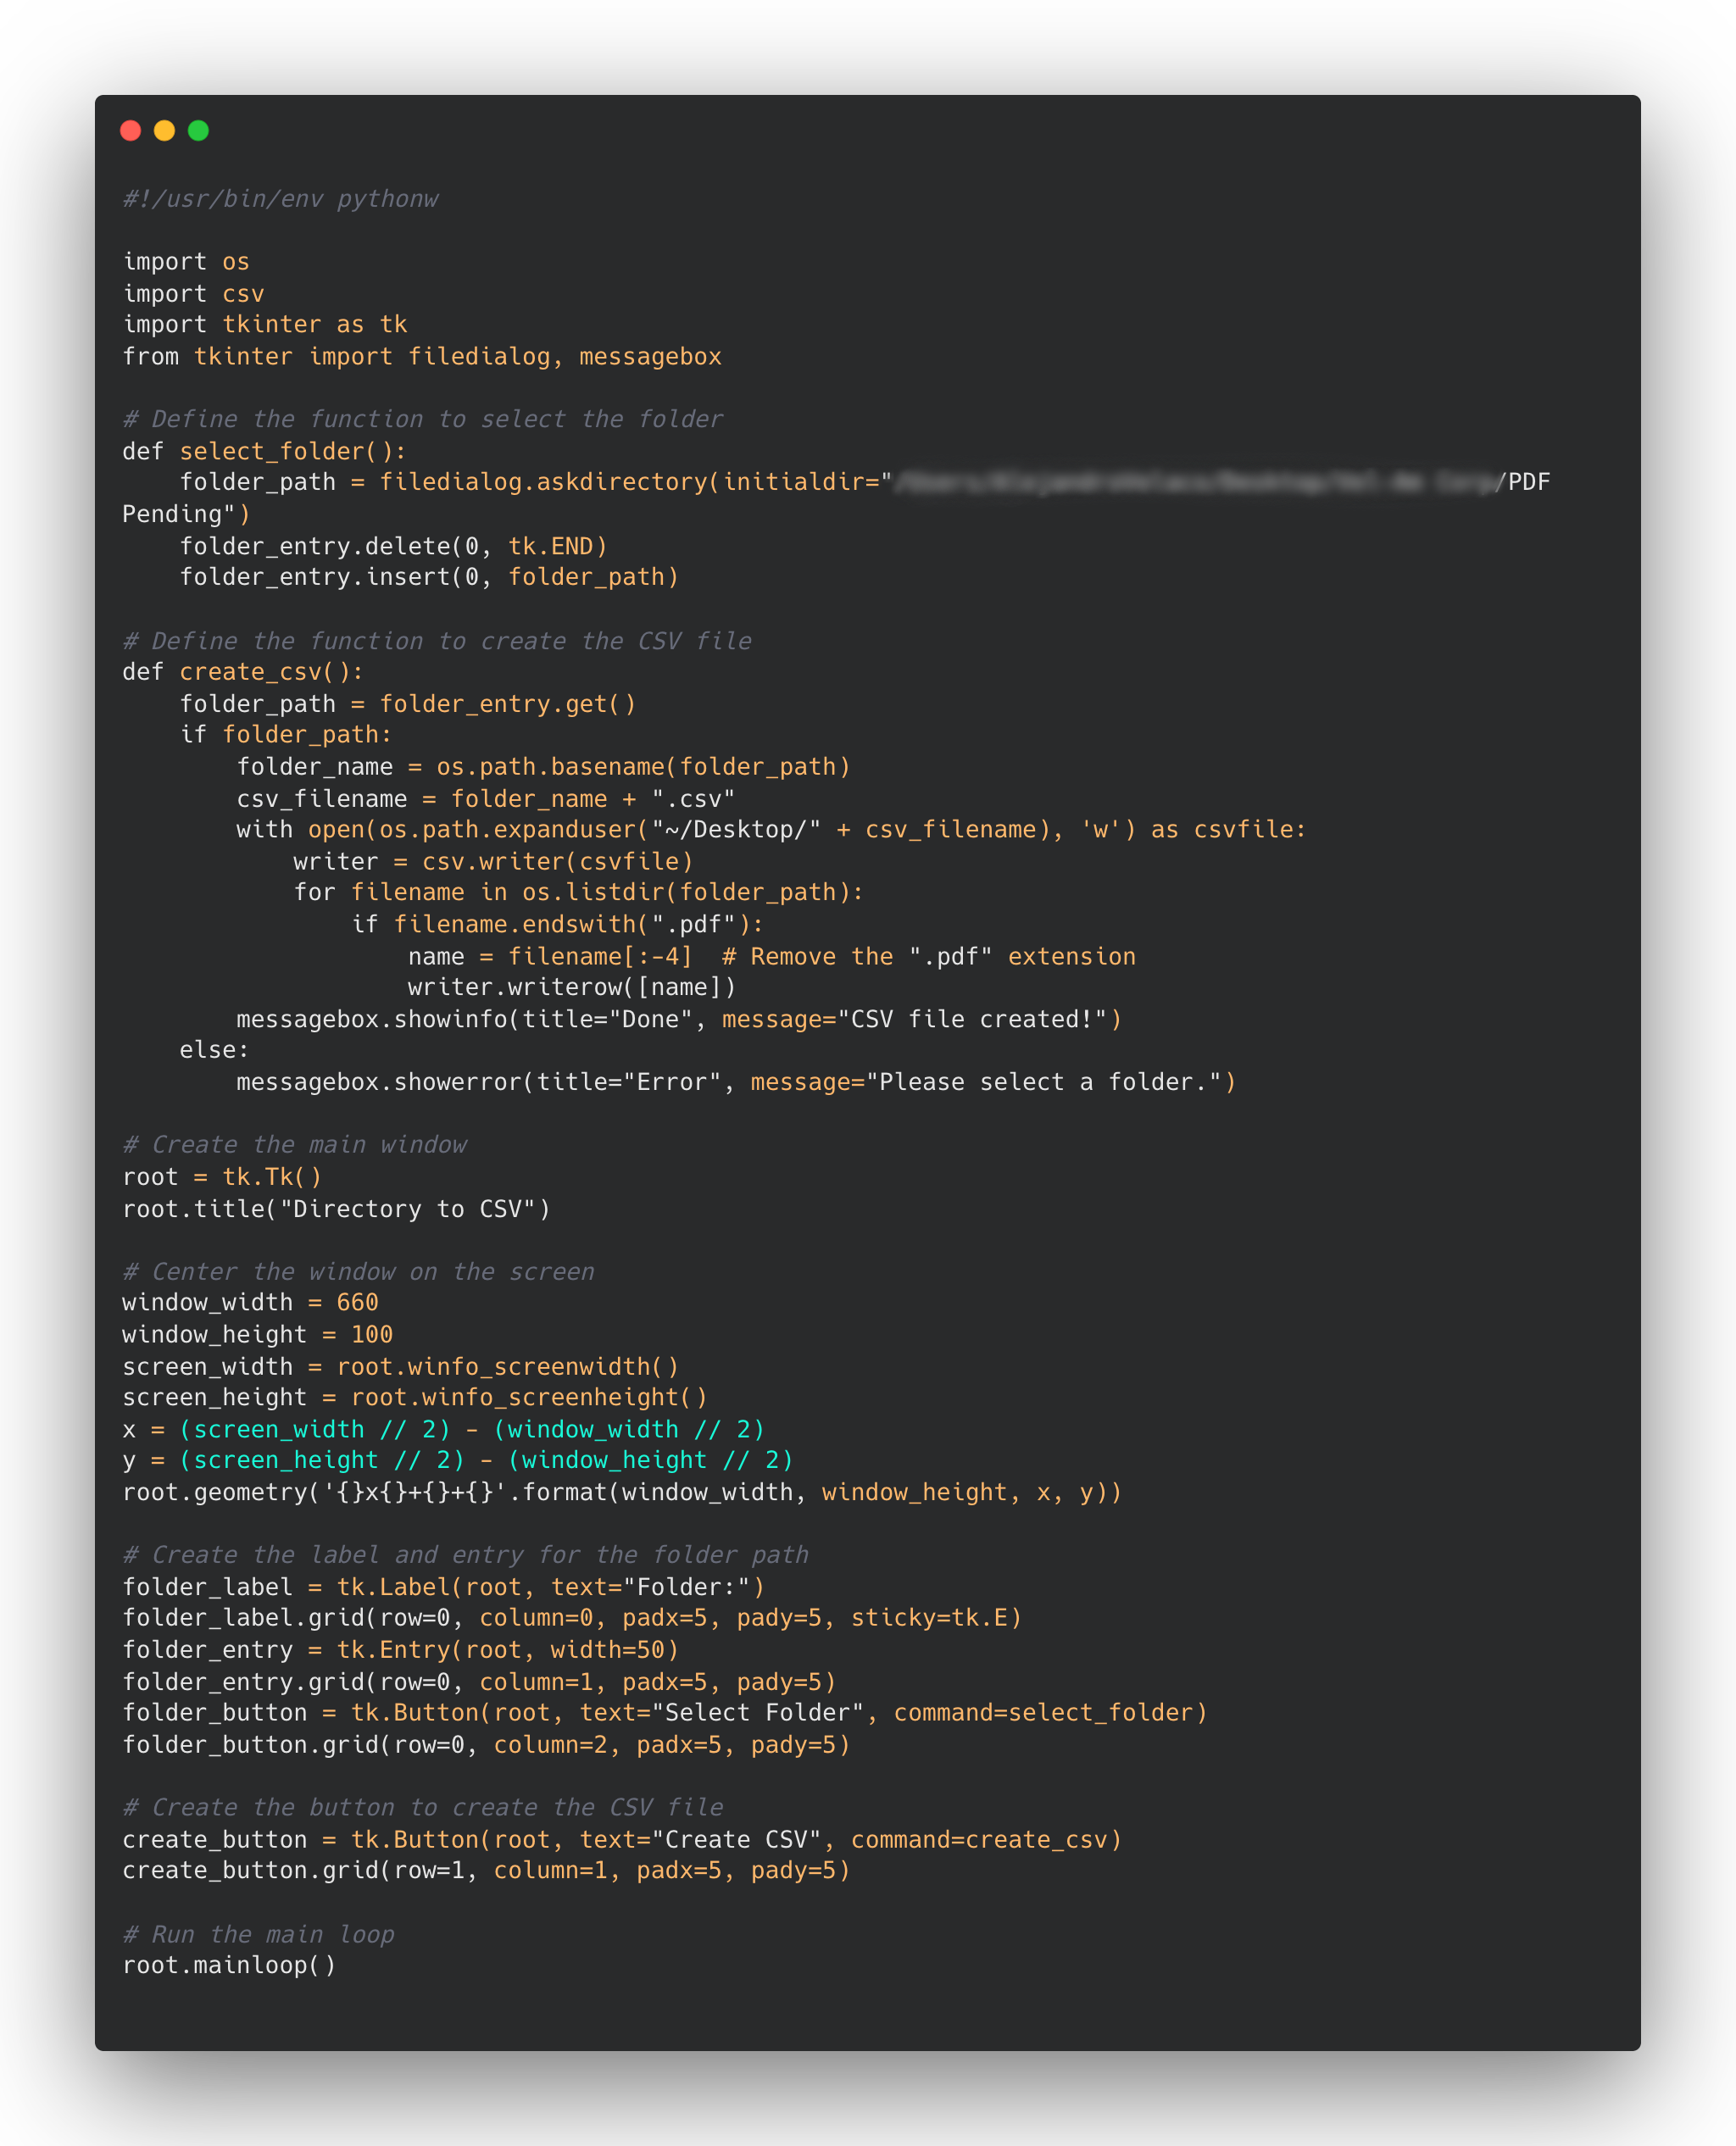 #!/usr/bin/env pythonw

import os
import csv
import tkinter as tk
from tkinter import filedialog, messagebox

# Define the function to select the folder
def select_folder():
    folder_path = filedialog.askdirectory(initialdir="/PDF
Pending")
    folder_entry.delete(0, tk.END)
    folder_entry.insert(0, folder_path)

# Define the function to create the CSV file
def create_csv():
    folder_path = folder_entry.get()
    if folder_path:
        folder_name = os.path.basename(folder_path)
        csv_filename = folder_name + ".csv"
        with open(os.path.expanduser("~/Desktop/" + csv_filename), 'w') as csvfile:
            writer = csv.writer(csvfile)
            for filename in os.listdir(folder_path):
                if filename.endswith(".pdf"):
                    name = filename[:-4]  # Remove the ".pdf" extension
                    writer.writerow([name])
        messagebox.showinfo(title="Done", message="CSV file created!")
    else:
        messagebox.showerror(title="Error", message="Please select a folder.")

# Create the main window
root = tk.Tk()
root.title("Directory to CSV")

# Center the window on the screen
window_width = 660
window_height = 100
screen_width = root.winfo_screenwidth()
screen_height = root.winfo_screenheight()
x = (screen_width // 2) - (window_width // 2)
y = (screen_height // 2) - (window_height // 2)
root.geometry('{}x{}+{}+{}'.format(window_width, window_height, x, y))

# Create the label and entry for the folder path
folder_label = tk.Label(root, text="Folder:")
folder_label.grid(row=0, column=0, padx=5, pady=5, sticky=tk.E)
folder_entry = tk.Entry(root, width=50)
folder_entry.grid(row=0, column=1, padx=5, pady=5)
folder_button = tk.Button(root, text="Select Folder", command=select_folder)
folder_button.grid(row=0, column=2, padx=5, pady=5)

# Create the button to create the CSV file
create_button = tk.Button(root, text="Create CSV", command=create_csv)
create_button.grid(row=1, column=1, padx=5, pady=5)

# Run the main loop
root.mainloop()